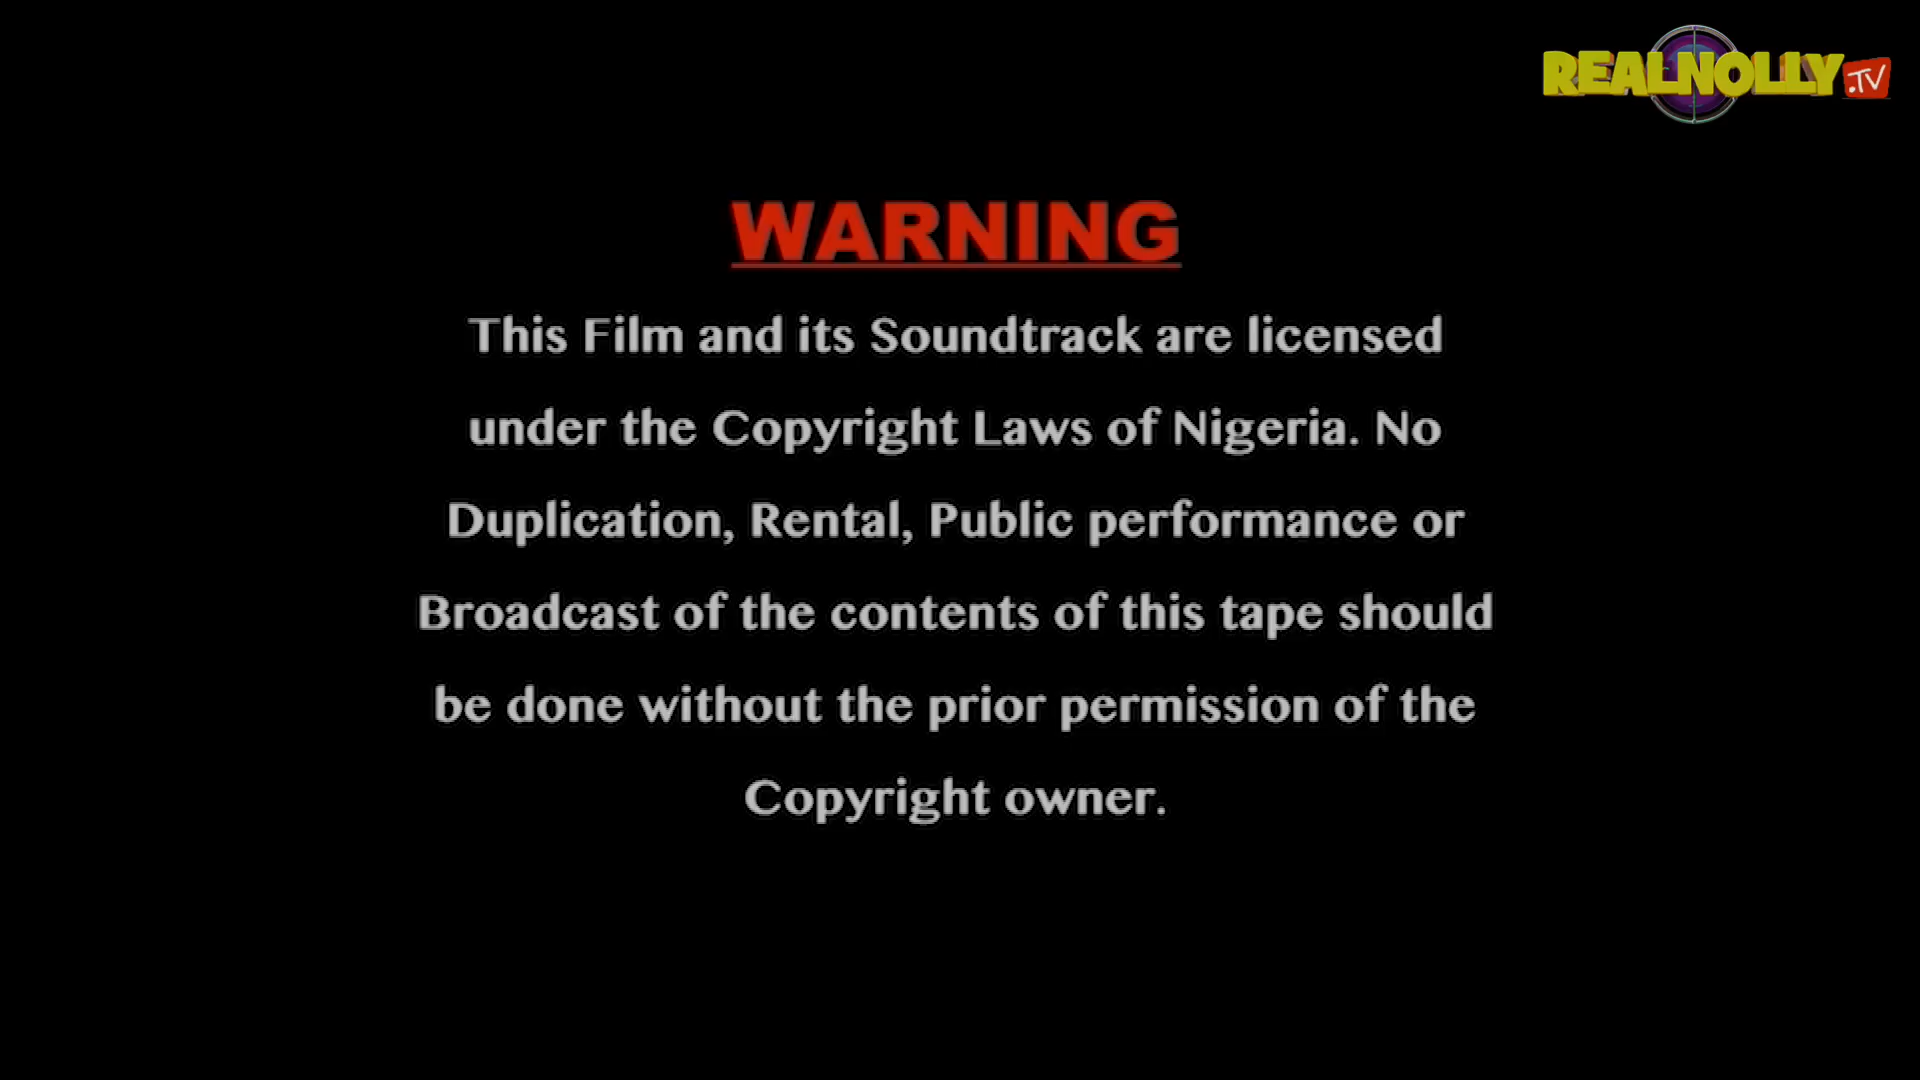 REALNOLLY.TV
WARNING
This Film and its Soundtrack are licensed
under the Copyright Laws of Nigeria. No
Duplication, Rental, Public performance or
Broadcast of the contents of this tape should
be done without the prior permission of the
Copyright owner.